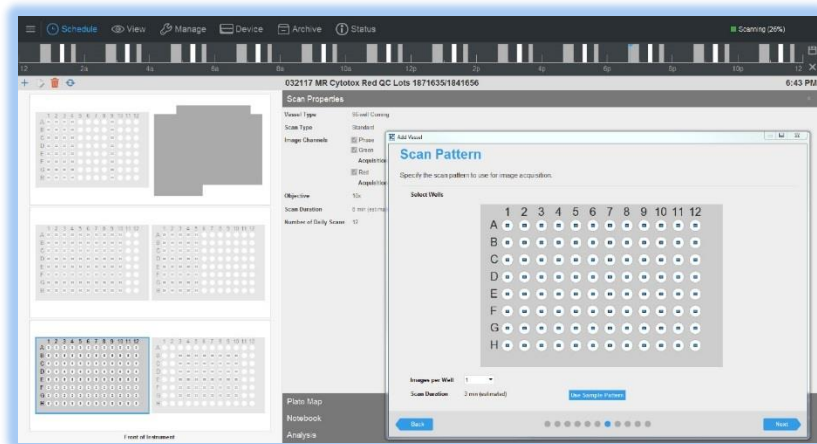 Schedule View Manage Device Archive Status Scanning (26%)
12 2a 4a 6a 8a 10a 12p 2p 4p 6p 8p 10p 12
032117 MR Cytotox Red QC Lots 1871635/1841656 6:43 PM
Scan Properties
Vessel Type 96-well Corning
Scan Type Standard
Image Channels Phase
Green
Acquisition
Red
Acquisition
Objective 10x
Scan Duration 3 min (estimated)
Number of Daily Scans 12
Add Vessel
Scan Pattern
Specify the scan pattern to use for image acquisition.
Select Wells
1 2 3 4 5 6 7 8 9 10 11 12
A
B
C
D
E
F
G
H
Images per Well 1
Scan Duration 3 min (estimated)
Use Sample Pattern
Back Next
Plate Map
Notebook
Analysis
Front of Instrument